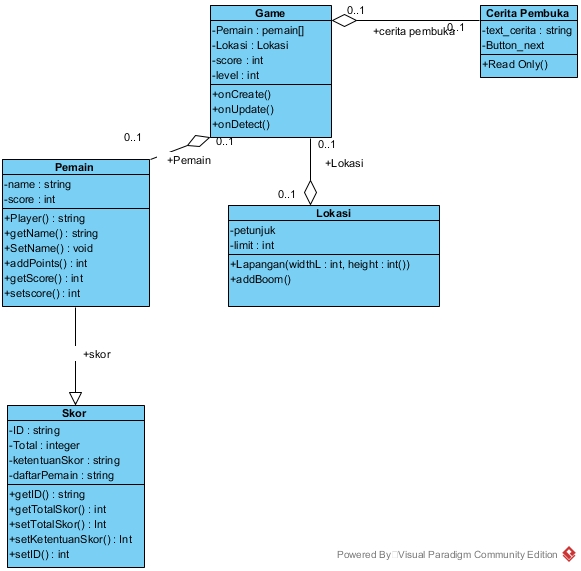 Game
-Pemain : pemain[]
-Lokasi : Lokasi
-score : int
-level : int
+onCreate()
+onUpdate()
+onDetect()
0..1
+cerita pembuka
0..1
Cerita Pembuka
-text_cerita : string
-Button_next
+Read Only()
0..1
0..1
+Pemain
0..1
+Lokasi
0..1
Pemain
-name : string
-score : int
+Player() : string
+getName() : string
+SetName() : void
+addPoints() : int
+getScore() : int
+setscore() : int
Lokasi
-petunjuk
-limit : int
+Lapangan(widthL : int, height : int())
+addBoom()
+skor
Skor
-ID : string
-Total : integer
-ketentuanSkor : string
-daftarPemain : string
+getID() : string
+getTotalSkor() : int
+setTotalSkor() : Int
+setKetentuanSkor() : Int
+setID() : int
Powered By Visual Paradigm Community Edition